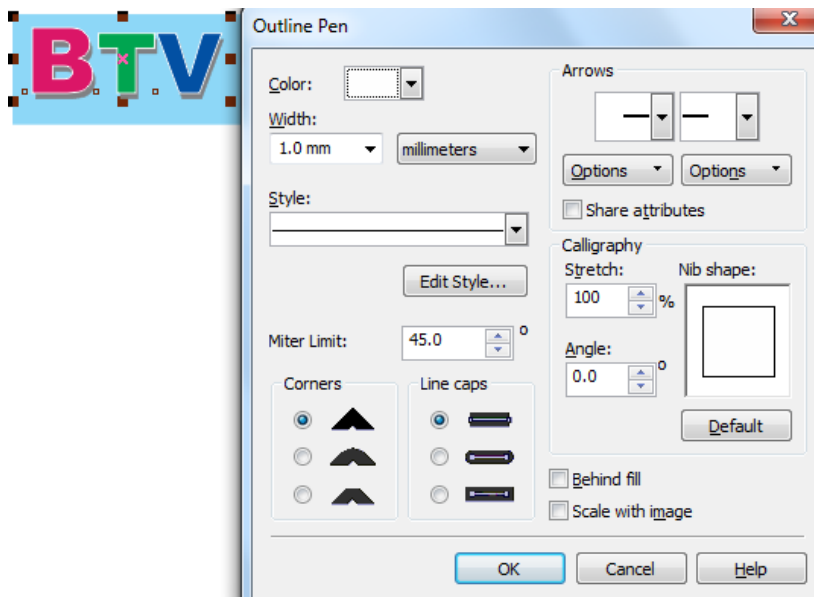 BTV
Outline Pen
Color:
Width:
1.0 mm
millimeters
Style:
Edit Style...
Miter Limit:
45.0
o
Corners
Line caps
Arrows
Options
Options
Share attributes
Calligraphy
Stretch:
Nib shape:
100
%
Angle:
0.0
o
Default
Behind fill
Scale with image
OK
Cancel
Help